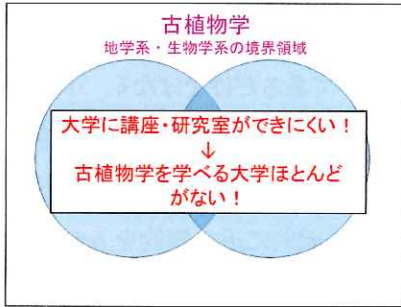 古植物学
地学系・生物学系の境界領域
大学に講座・研究室ができにくい！
↓
古植物学を学べる大学ほとんど
がない！